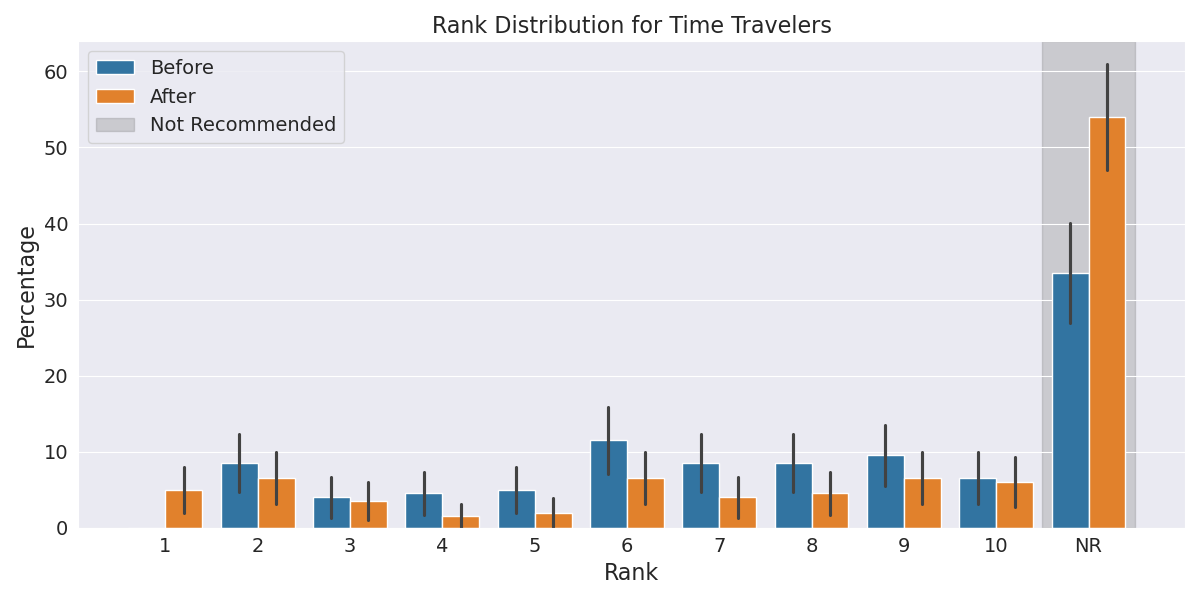 Rank Distribution for Time Travelers
Before
After
Not Recommended
Percentage
60
50
40
30
20
10
0
1 2 3 4 5 6 7 8 9 10 NR
Rank